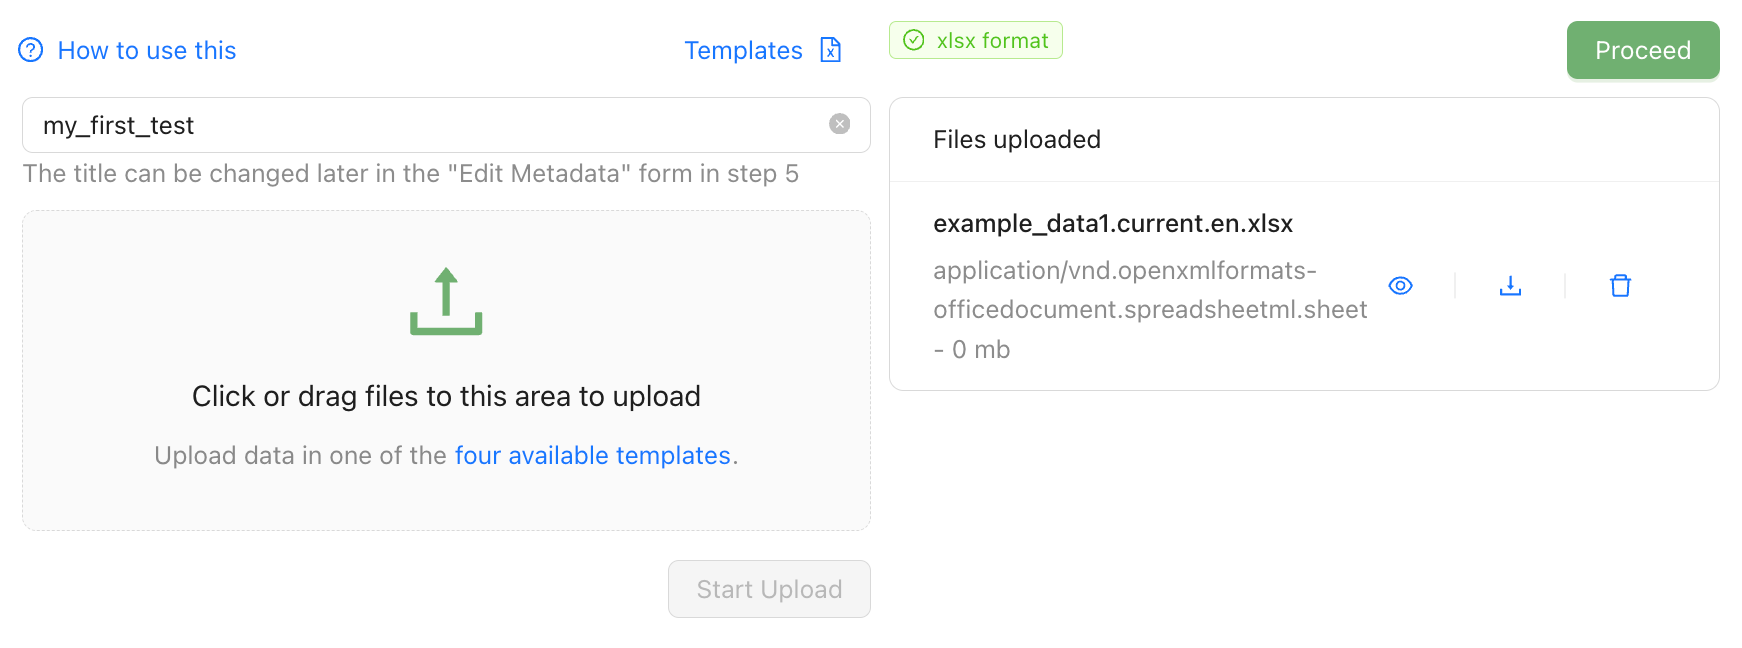 How to use this
Templates
xlsx format
Proceed
my_first_test
The title can be changed later in the "Edit Metadata" form in step 5
Click or drag files to this area to upload
Upload data in one of the four available templates.
Start Upload
Files uploaded
example_data1.current.en.xlsx
application/vnd.openxmlformats-
officedocument.spreadsheetml.sheet
- 0 mb